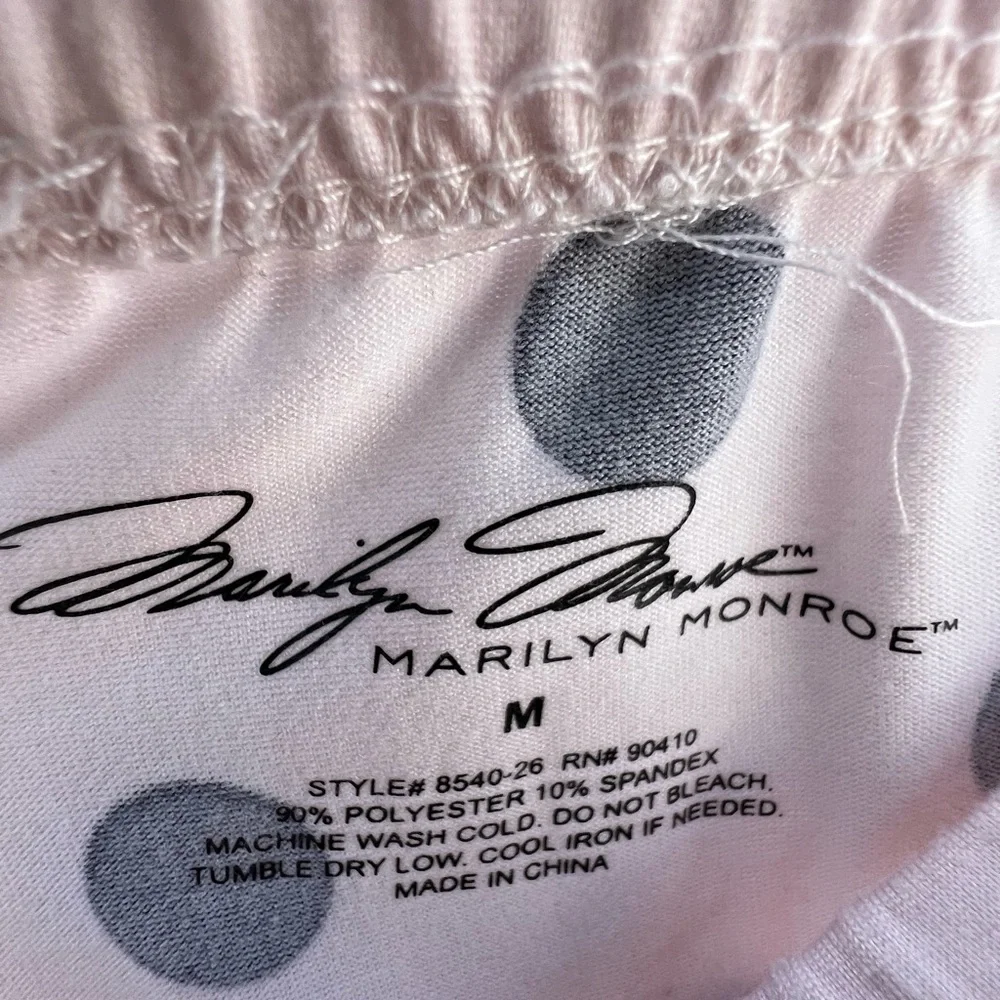 Marilyn Monroe™
MARILYN MONROE™
M
STYLE# 8540-26 RN# 90410
90% POLYESTER 10% SPANDEX
MACHINE WASH COLD. DO NOT BLEACH.
TUMBLE DRY LOW. COOL IRON IF NEEDED.
MADE IN CHINA